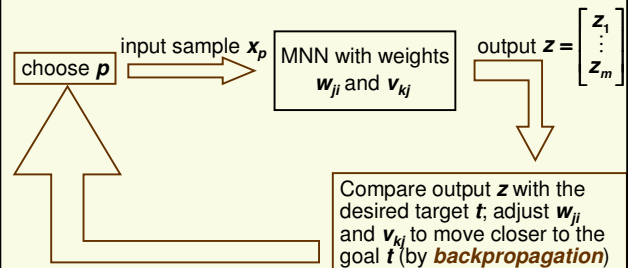 choose p
input sample xₚ
MNN with weights
wⱼᵢ and vₖⱼ
output z = [z₁ ⋮ zₘ]
Compare output z with the
desired target t; adjust wⱼᵢ
and vₖⱼ to move closer to the
goal t (by backpropagation)